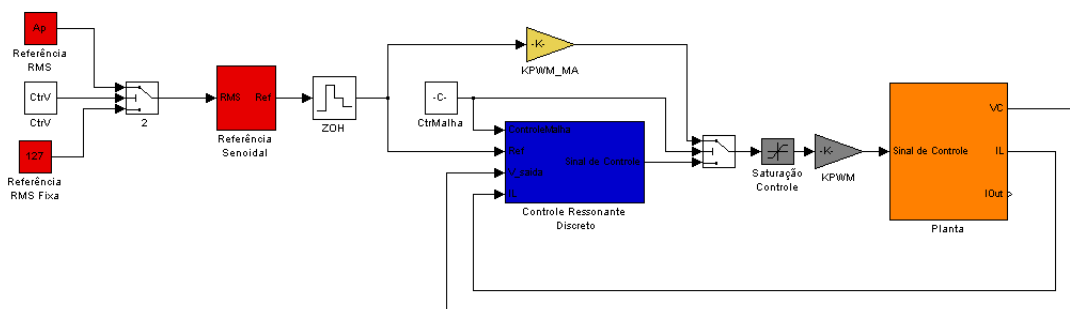 Ap
Referência
RMS
CtrV
CtrV
127
Referência
RMS Fixa
2
RMS
Ref
Referência
Senoidal
ZOH
-K-
KPWM_MA
-C-
CtrMalha
ControleMalha
Ref
V_saida
IL
Sinal de Controle
Controle Ressonante
Discreto
Saturação
Controle
-K-
KPWM
Sinal de Controle
VC
IL
IOut
Planta